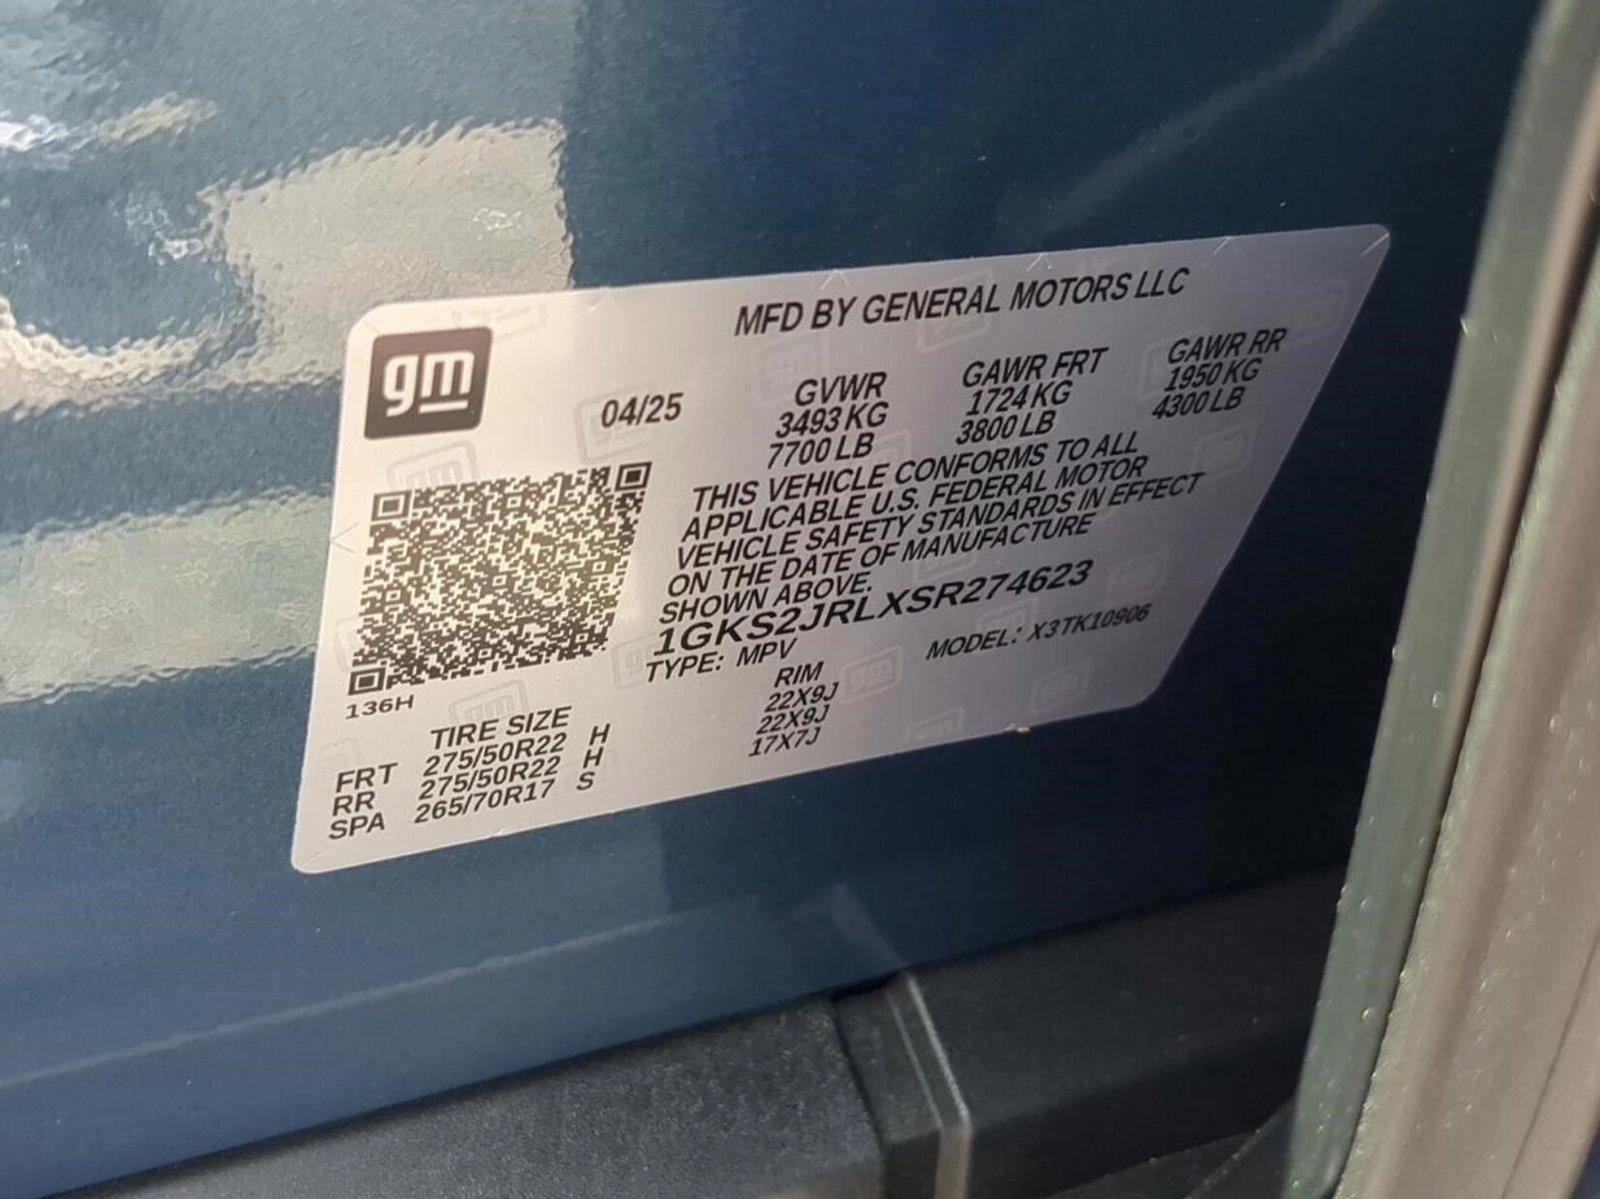 MFD BY GENERAL MOTORS LLC
gm
04/25
GVWR GAWR FRT GAWR RR
3493 KG 1724 KG 1950 KG
7700 LB 3800 LB 4300 LB
THIS VEHICLE CONFORMS TO ALL
APPLICABLE U.S. FEDERAL MOTOR
VEHICLE SAFETY STANDARDS IN EFFECT
ON THE DATE OF MANUFACTURE
SHOWN ABOVE.
1GKS2JRLXSR274623
TYPE: MPV MODEL: X3TK10906
136H
TIRE SIZE RIM
FRT 275/50R22 H 22X9J
RR 275/50R22 H 22X9J
SPA 265/70R17 S 17X7J